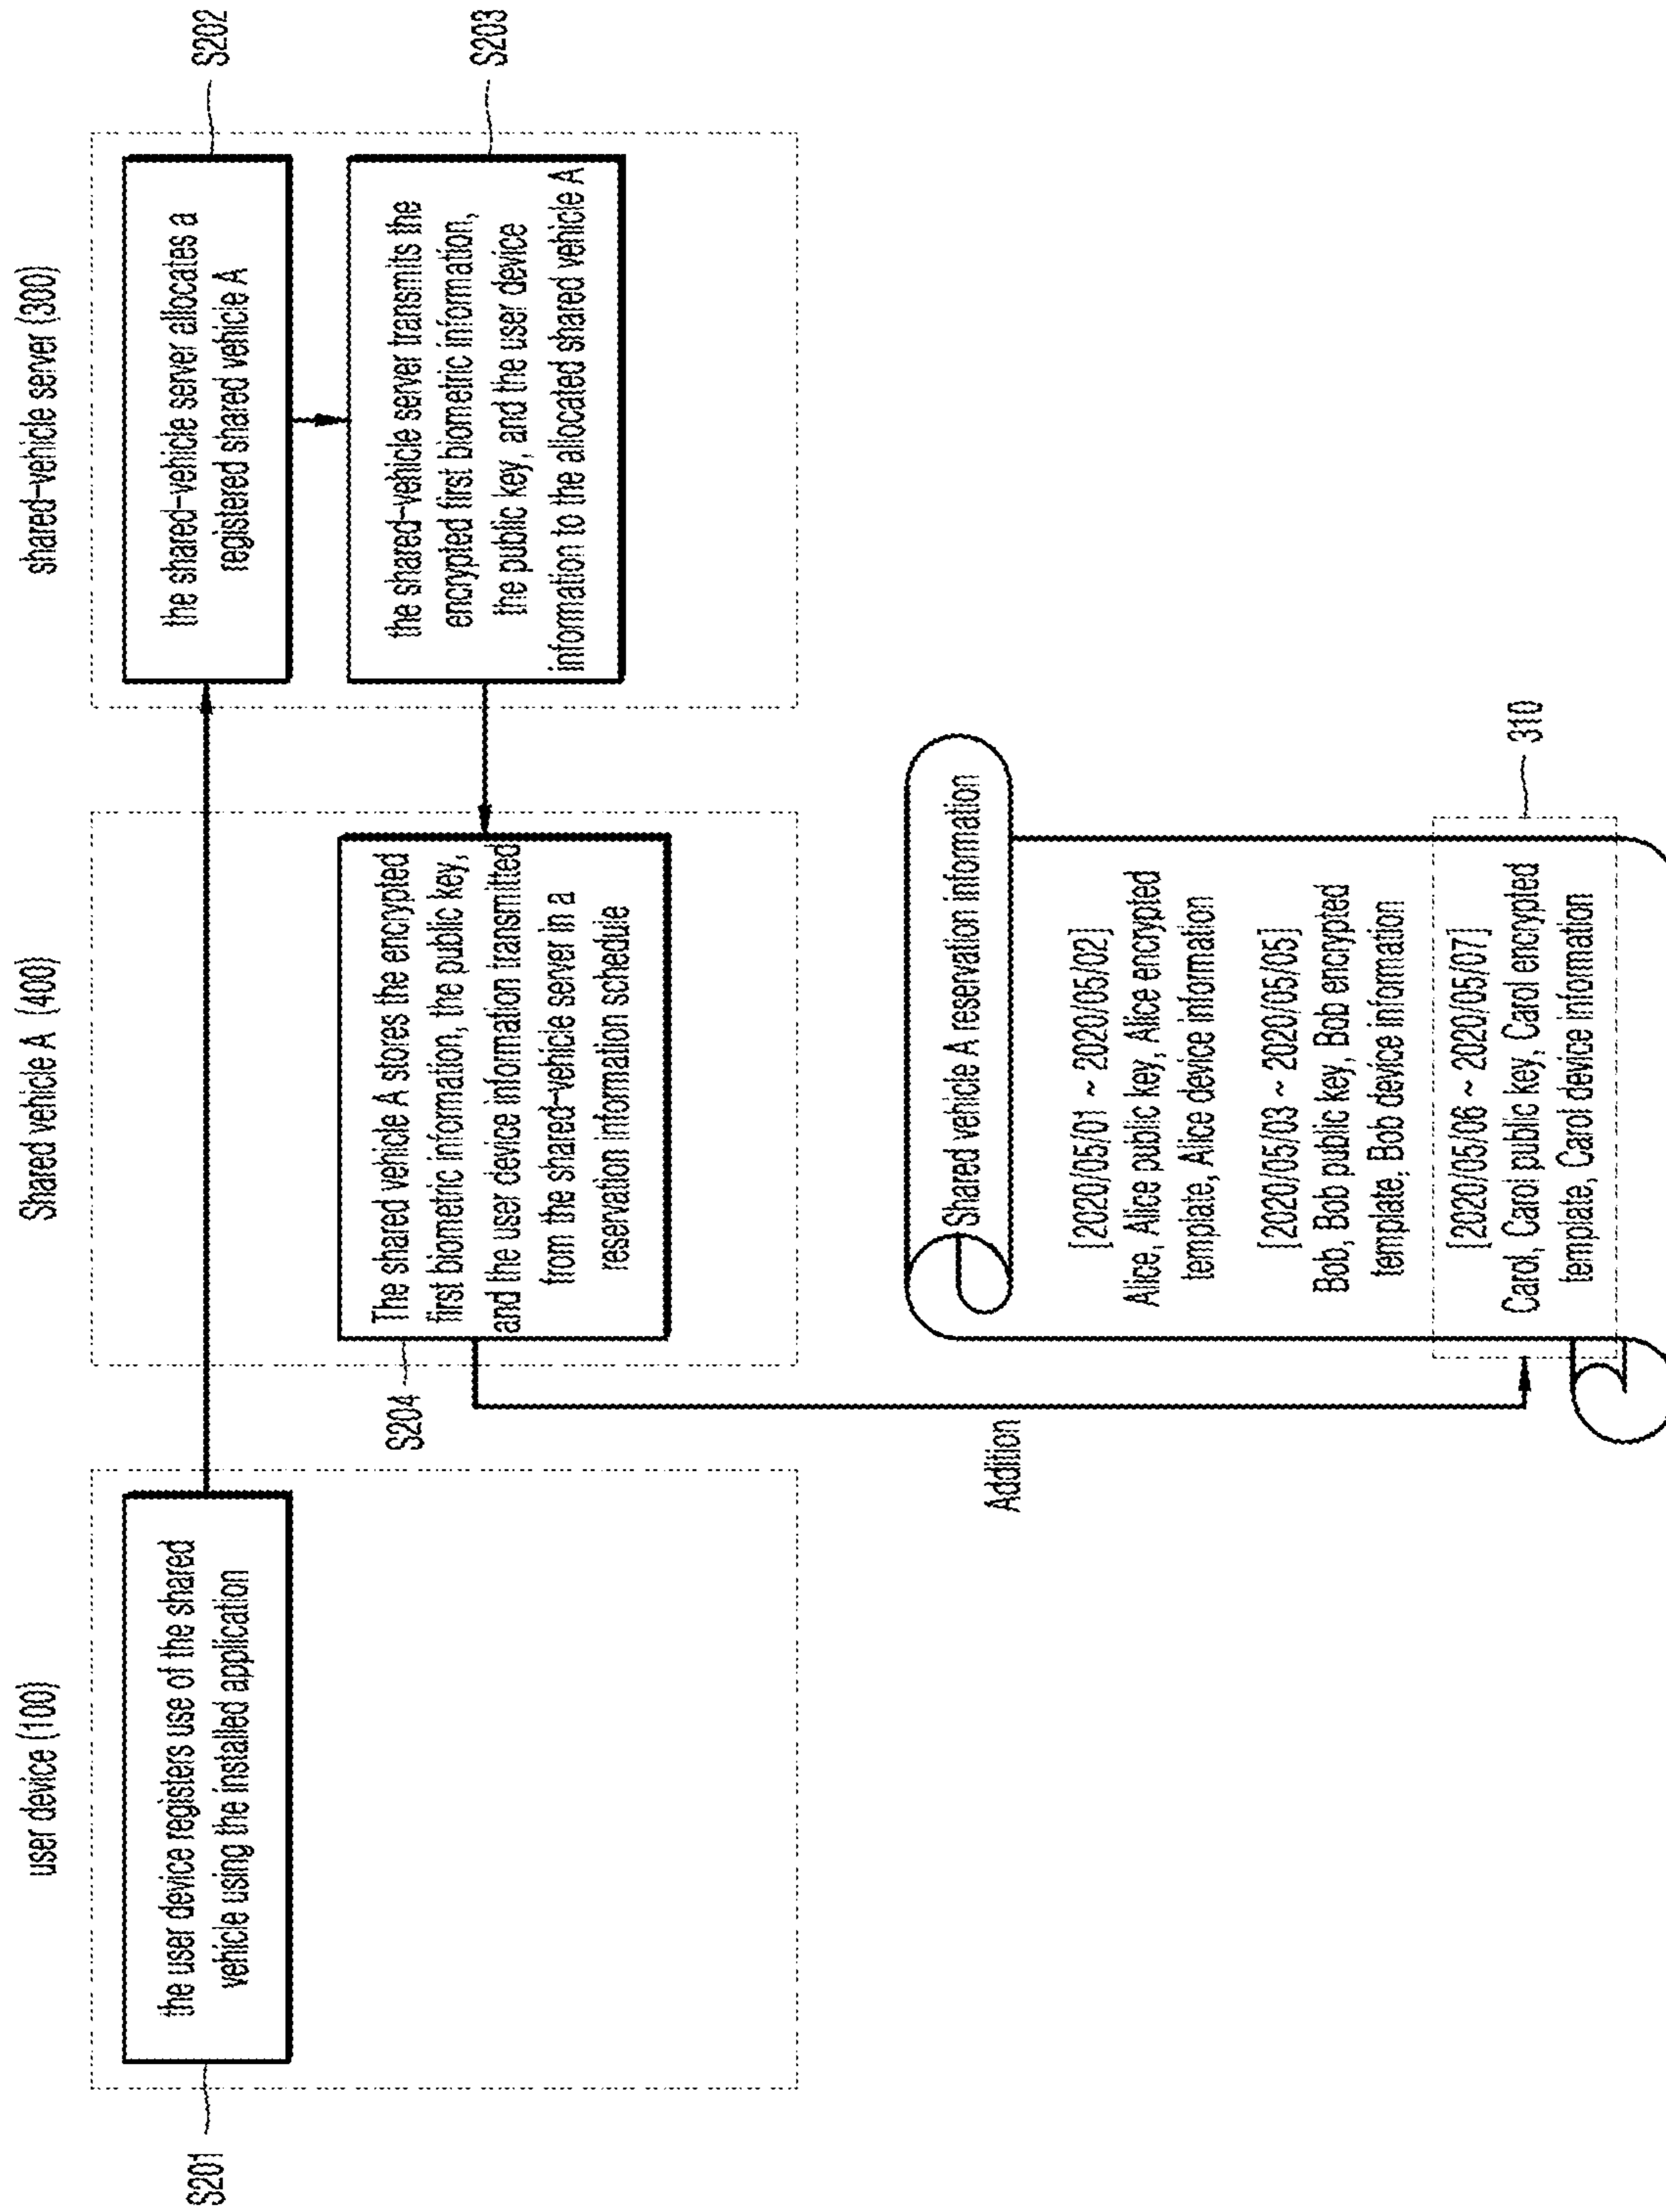 user device (100)
S201
the user device registers use of the shared
vehicle using the installed application
Shared vehicle A (400)
S204
The shared vehicle A stores the encrypted
first biometric information, the public key,
and the user device information transmitted
from the shared-vehicle server in a
reservation information schedule
shared-vehicle server (300)
the shared-vehicle server allocates a
registered shared vehicle A
S202
the shared-vehicle server transmits the
encrypted first biometric information,
the public key, and the user device
information to the allocated shared vehicle A
S203
Addition
Shared vehicle A reservation information
[2020/05/01 ~ 2020/05/02]
Alice, Alice public key, Alice encrypted
template, Alice device information
[2020/05/03 ~ 2020/05/05]
Bob, Bob public key, Bob encrypted
template, Bob device information
[2020/05/06 ~ 2020/05/07]
Carol, Carol public key, Carol encrypted
template, Carol device information
310